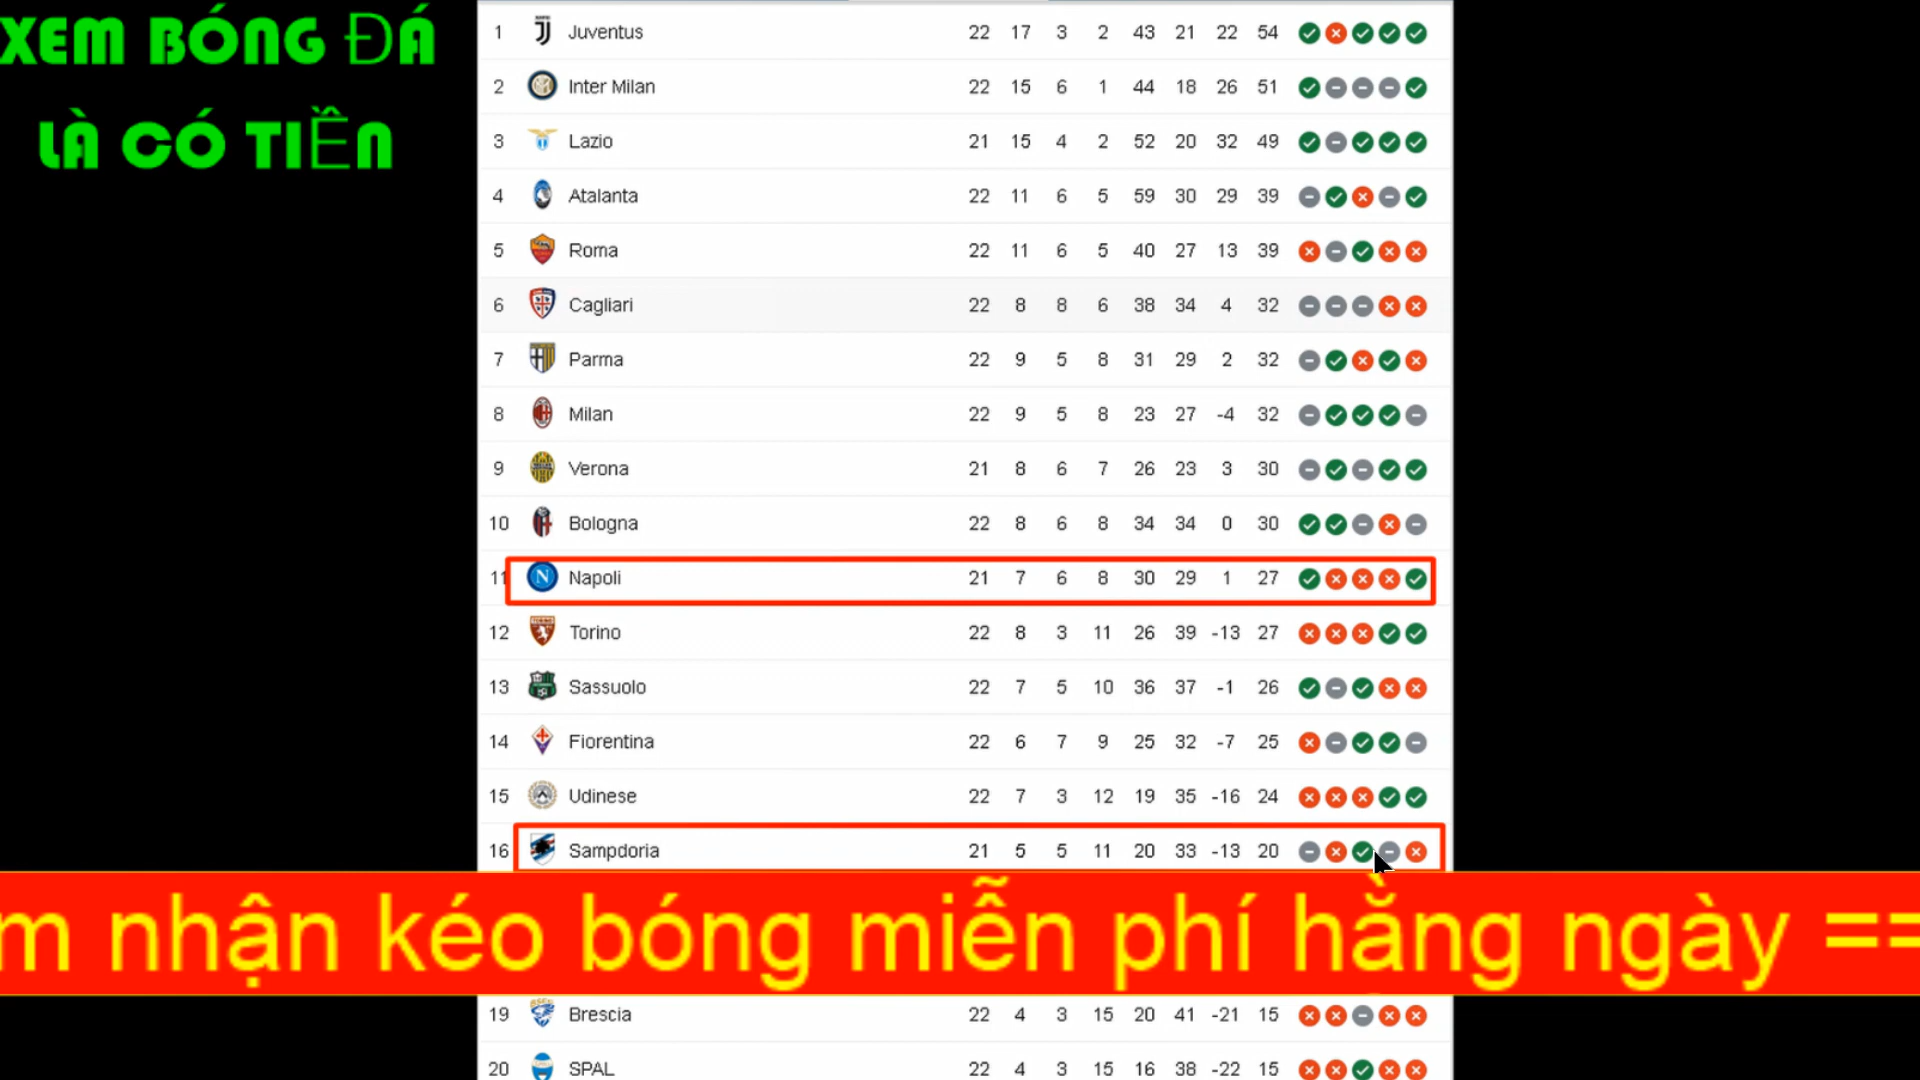 XEM BÓNG ĐÁ
LÀ CÓ TIỀN
1 Juventus 22 17 3 2 43 21 22 54
2 Inter Milan 22 15 6 1 44 18 26 51
3 Lazio 21 15 4 2 52 20 32 49
4 Atalanta 22 11 6 5 59 30 29 39
5 Roma 22 11 6 5 40 27 13 39
6 Cagliari 22 8 8 6 38 34 4 32
7 Parma 22 9 5 8 31 29 2 32
8 Milan 22 9 5 8 23 27 -4 32
9 Verona 21 8 6 7 26 23 3 30
10 Bologna 22 8 6 8 34 34 0 30
11 Napoli 21 7 6 8 30 29 1 27
12 Torino 22 8 3 11 26 39 -13 27
13 Sassuolo 22 7 5 10 36 37 -1 26
14 Fiorentina 22 6 7 9 25 32 -7 25
15 Udinese 22 7 3 12 19 35 -16 24
16 Sampdoria 21 5 5 11 20 33 -13 20
m nhận kéo bóng miễn phí hằng ngày ==
19 Brescia 22 4 3 15 20 41 -21 15
20 SPAL 22 4 3 15 16 38 -22 15